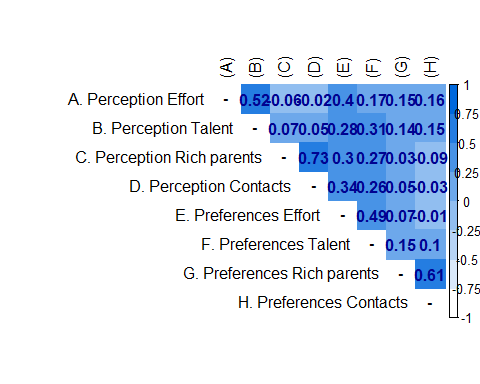 (A) (B) (C) (D) (E) (F) (G) (H)
A. Perception Effort - 0.52 -0.06 -0.02 0.4 0.17 0.15 0.16
B. Perception Talent - 0.07 0.05 0.28 0.31 0.14 0.15
C. Perception Rich parents - 0.73 0.3 0.27 0.03 -0.09
D. Perception Contacts - 0.34 0.26 0.05 -0.03
E. Preferences Effort - 0.49 0.07 -0.01
F. Preferences Talent - 0.15 0.1
G. Preferences Rich parents - 0.61
H. Preferences Contacts -
1
0.75
0.5
0.25
0
-0.25
-0.5
-0.75
-1